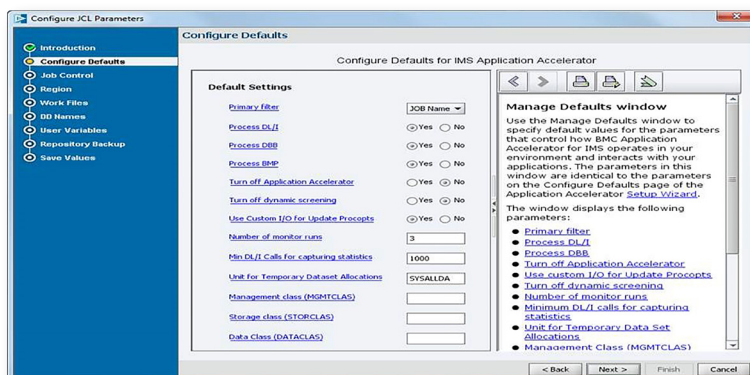 Configure JCL Parameters
Introduction
Configure Defaults
Job Control
Region
Work Files
DD Names
User Variables
Repository Backup
Save Values
Configure Defaults
Configure Defaults for IMS Application Accelerator
Default Settings
Primary filter
JOB Name
Process DL/I
Yes No
Process DBB
Yes No
Process BMP
Yes No
Turn off Application Accelerator
Yes No
Turn off dynamic screening
Yes No
Use Custom I/O for Update Procopts
Yes No
Number of monitor runs
3
Min DL/I Calls for capturing statistics
1000
Unit for Temporary Dataset Allocations
SYSALLDA
Management class (MGMTCLAS)
Storage class (STORCLAS)
Data Class (DATACLAS)
Manage Defaults window
Use the Manage Defaults window to
specify default values for the parameters
that control how BMC Application
Accelerator for IMS operates in your
environment and interacts with your
applications. The parameters in this
window are identical to the parameters
on the Configure Defaults page of the
Application Accelerator Setup Wizard.
The window displays the following
parameters:
Primary filter
Process DL/I
Process DBB
Turn off Application Accelerator
Use custom I/O for Update Procopts
Turn off dynamic screening
Number of monitor runs
Minimum DL/I calls for capturing
statistics
Unit for Temporary Data Set
Allocations
Management Class (MGMTCLAS)
< Back
Next >
Finish
Cancel